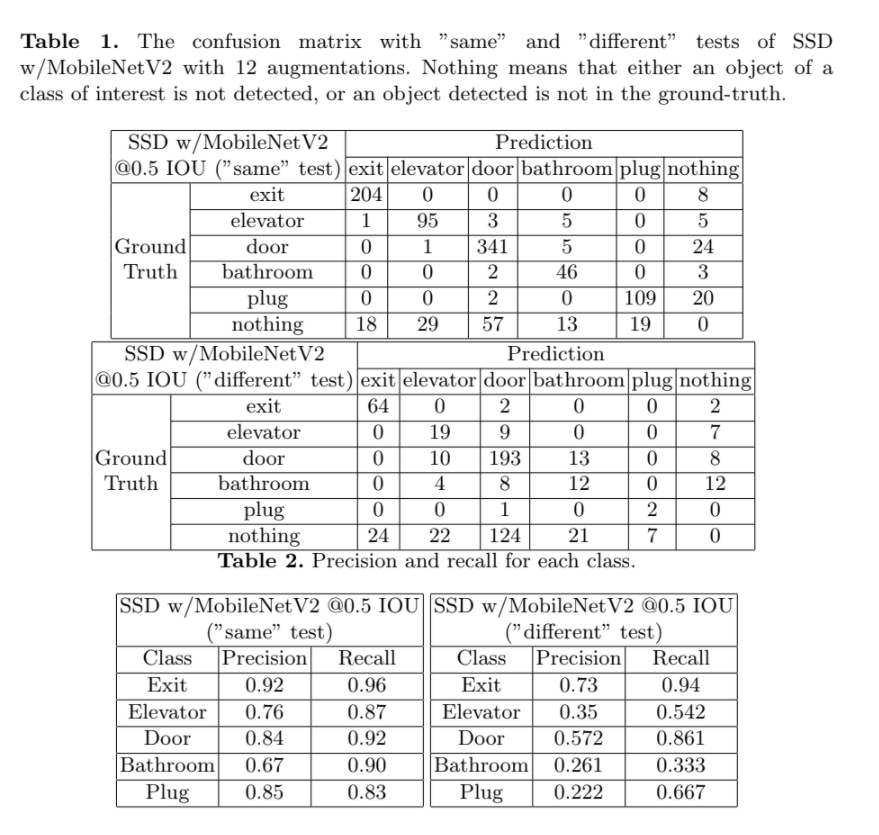 Table 1. The confusion matrix with ”same” and ”different” tests of SSD
w/MobileNetV2 with 12 augmentations. Nothing means that either an object of a
class of interest is not detected, or an object detected is not in the ground-truth.
SSD w/MobileNetV2 Prediction
@0.5 IOU (”same” test) exit elevator door bathroom plug nothing
exit 204 0 0 0 0 8
elevator 1 95 3 5 0 5
Ground door 0 1 341 5 0 24
Truth bathroom 0 0 2 46 0 3
plug 0 0 2 0 109 20
nothing 18 29 57 13 19 0
SSD w/MobileNetV2 Prediction
@0.5 IOU (”different” test) exit elevator door bathroom plug nothing
exit 64 0 2 0 0 2
elevator 0 19 9 0 0 7
Ground door 0 10 193 13 0 8
Truth bathroom 0 4 8 12 0 12
plug 0 0 1 0 2 0
nothing 24 22 124 21 7 0
Table 2. Precision and recall for each class.
SSD w/MobileNetV2 @0.5 IOU SSD w/MobileNetV2 @0.5 IOU
(”same” test) (”different” test)
Class Precision Recall Class Precision Recall
Exit 0.92 0.96 Exit 0.73 0.94
Elevator 0.76 0.87 Elevator 0.35 0.542
Door 0.84 0.92 Door 0.572 0.861
Bathroom 0.67 0.90 Bathroom 0.261 0.333
Plug 0.85 0.83 Plug 0.222 0.667